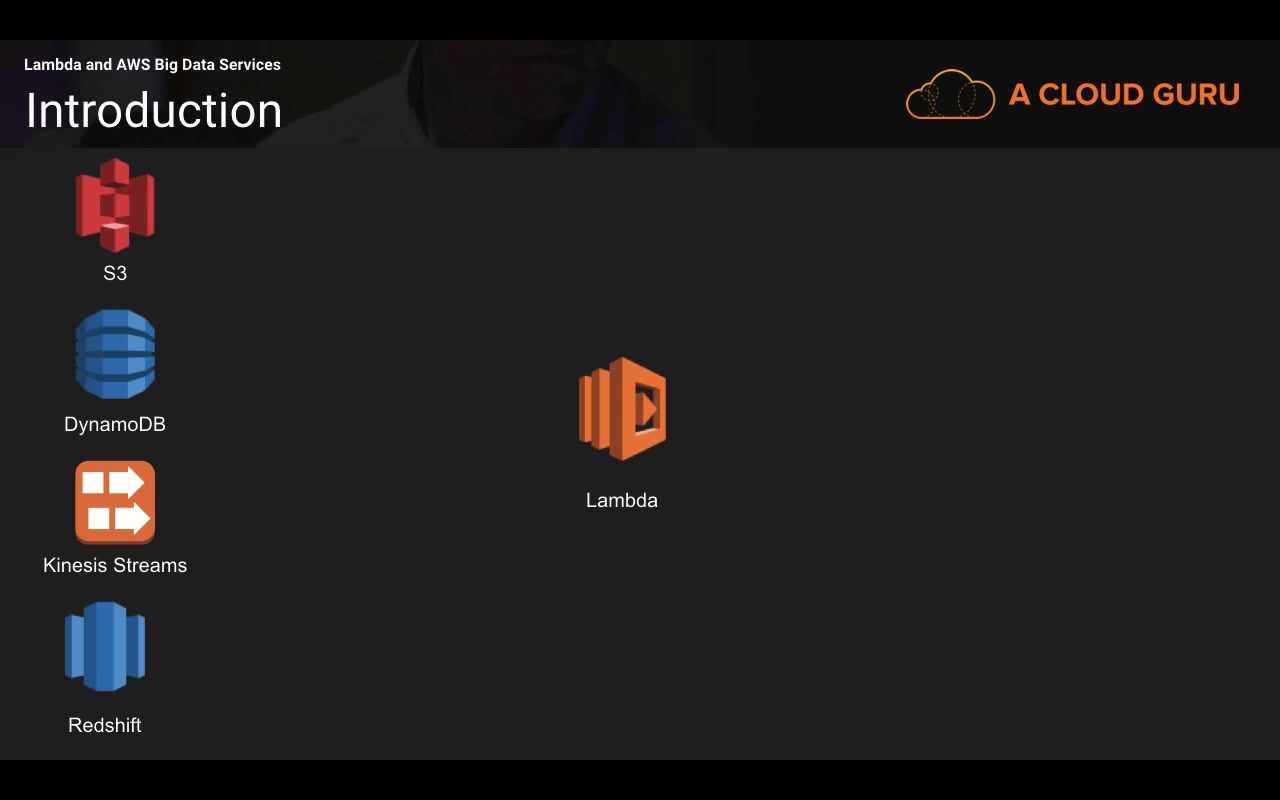 Lambda and AWS Big Data Services
Introduction
A CLOUD GURU
S3
DynamoDB
Kinesis Streams
Redshift
Lambda